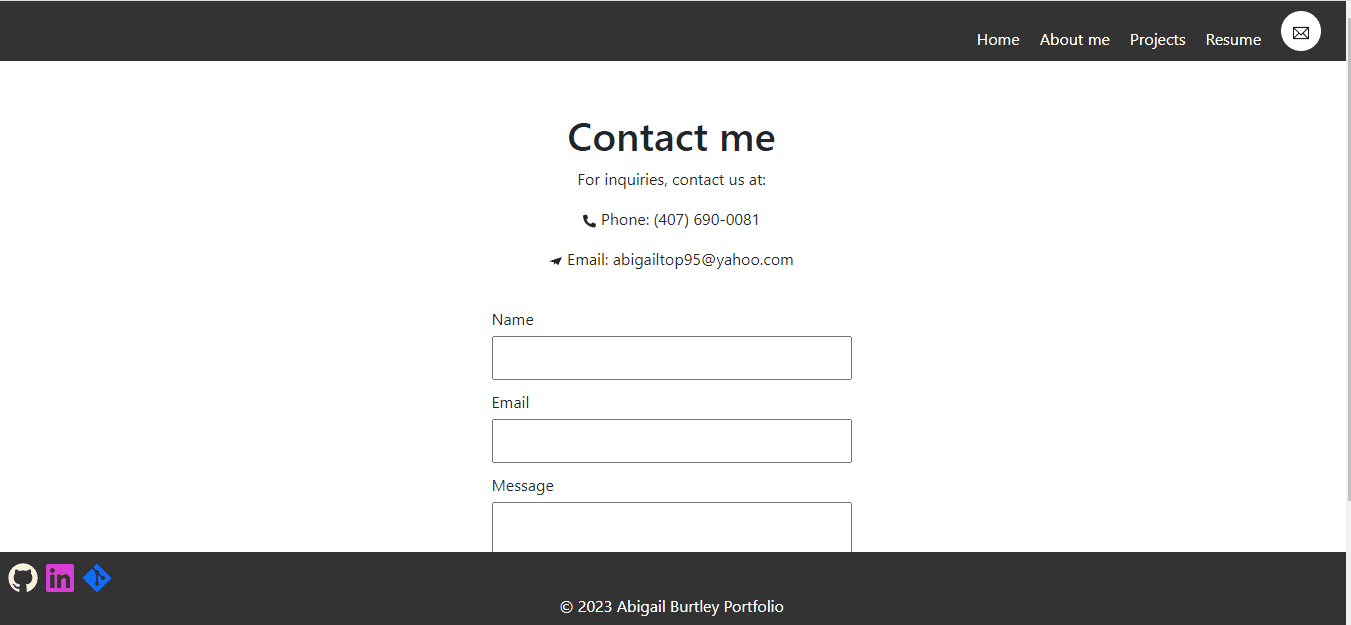 Home About me Projects Resume
Contact me
For inquiries, contact us at:
Phone: (407) 690-0081
Email: abigailtop95@yahoo.com
Name
Email
Message
in
© 2023 Abigail Burtley Portfolio